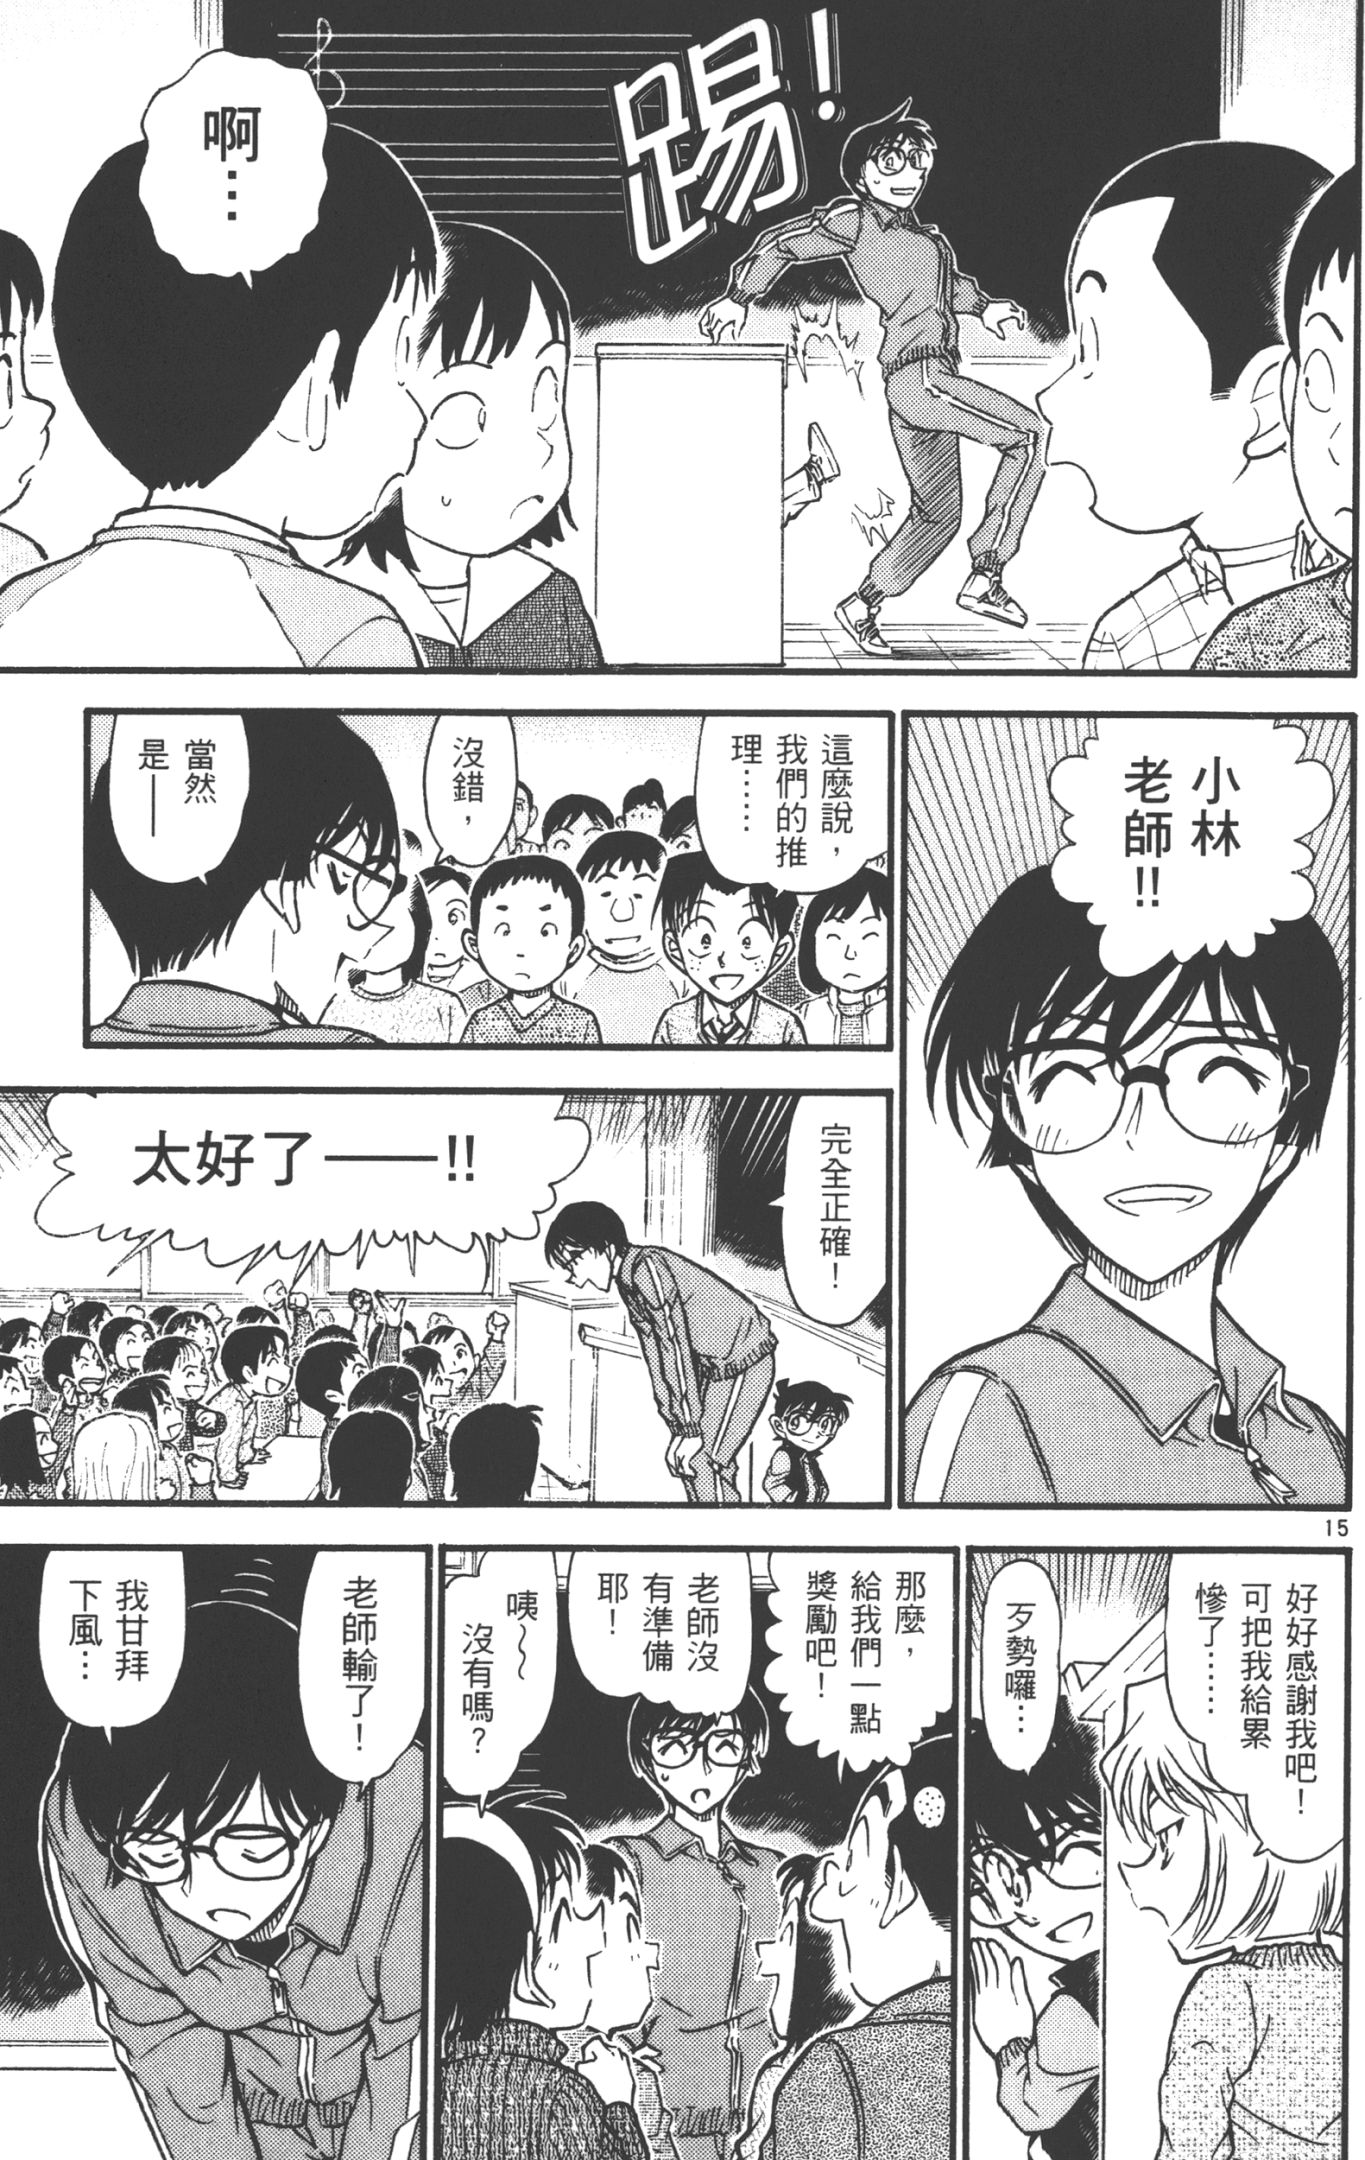 踢!
啊…
小林
老師!!
這麼說，
我們的推
理……
沒錯，
當然
是——
完全正確!
太好了——!!
15
好好感謝我吧!
可把我給累
慘了……
歹勢囉…
那麼，
給我們一點
獎勵吧!
老師沒
有準備
耶!
咦～
沒有嗎?
老師輸了!
我甘拜
下風…